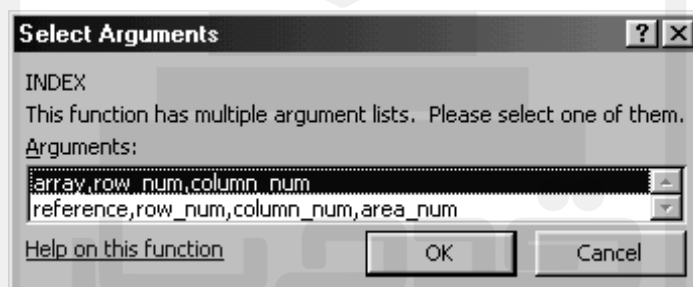 Select Arguments
INDEX
This function has multiple argument lists. Please select one of them.
Arguments:
array,row_num,column_num
reference,row_num,column_num,area_num
Help on this function
OK
Cancel